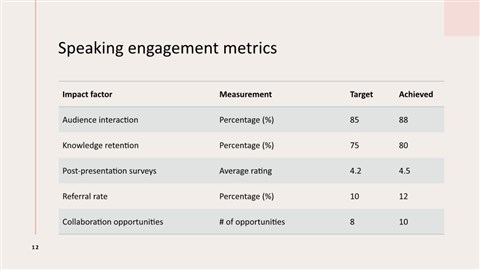 Speaking engagement metrics
Impact factor Measurement Target Achieved
Audience interaction Percentage (%) 85 88
Knowledge retention Percentage (%) 75 80
Post-presentation surveys Average rating 4.2 4.5
Referral rate Percentage (%) 10 12
Collaboration opportunities # of opportunities 8 10
12